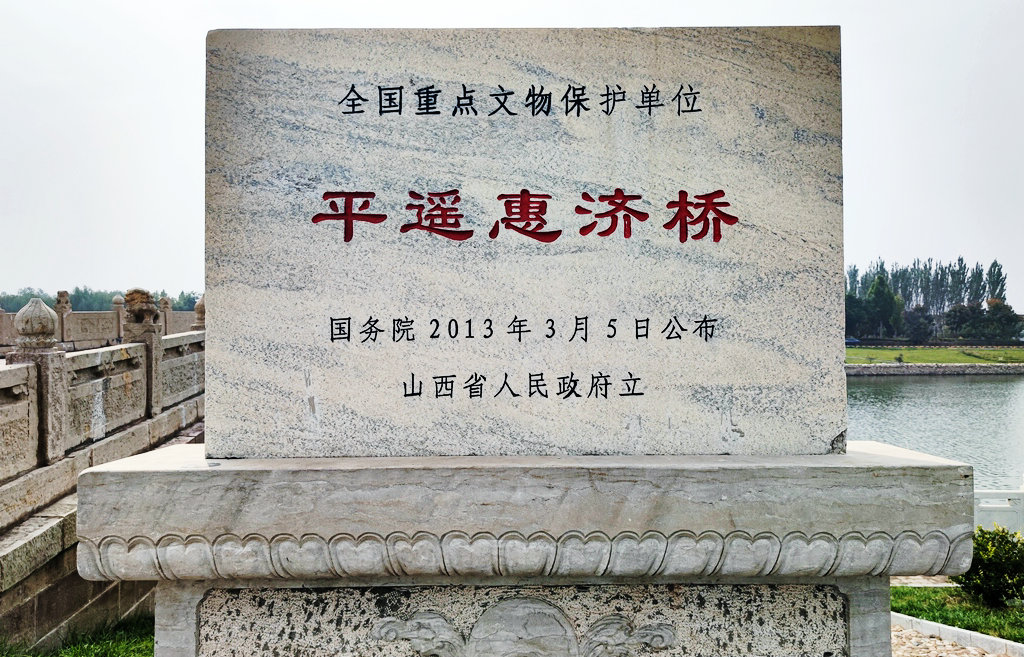 全国重点文物保护单位
平遥惠济桥
国务院 2013 年 3 月 5 日公布
山西省人民政府立